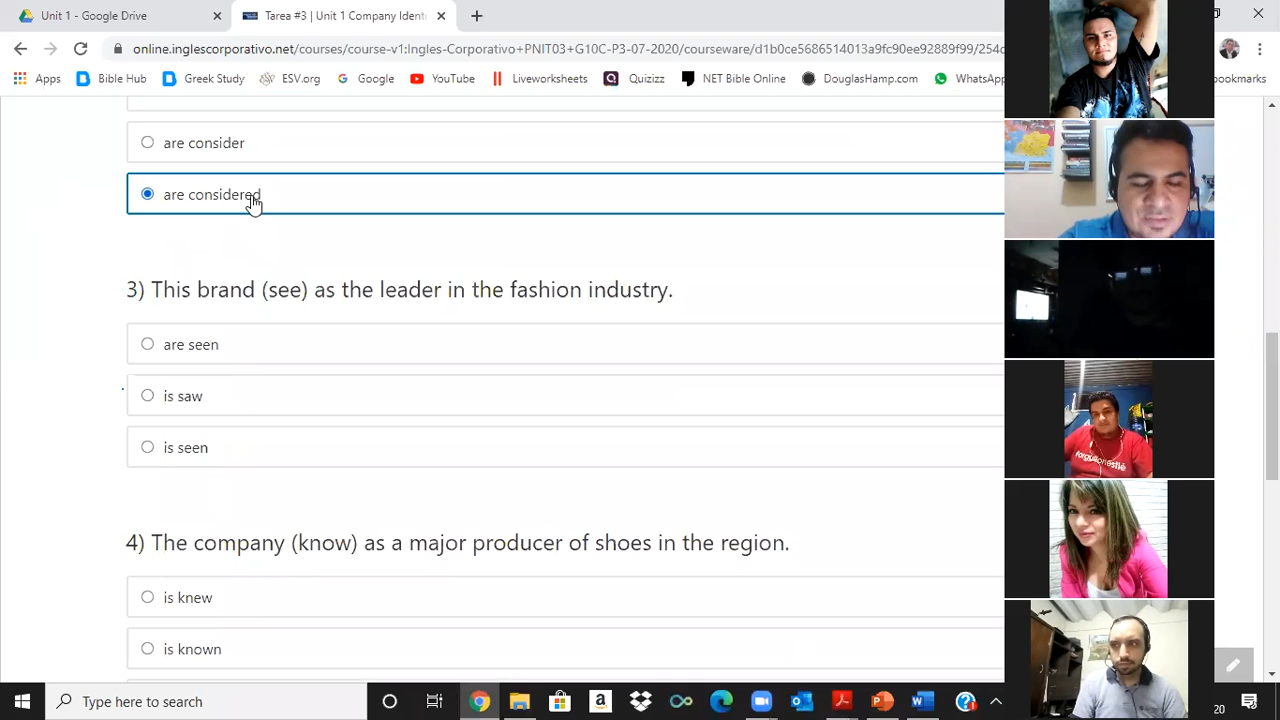 Unit 1 - Google Drive
Tarea #3 | Unit 1 Company Identi
online.inglescorporativo.net/courses/course-v1:Ingles-Corporativo+PNIT03+C10C-P3-07-2020/courseware/
Apps
Bible Hub
Greek Study
ESV.org
Google
YouTube
Liveworksheets
Quizizz
NET Bible Online
DouglasHamp.com
WhatsApp
bookmarks
are consider
are considered
3) This brand (see) as the leader in the fashion industry.
are seen
is saw
is seen
4) The company (know) as a major producer of shoes in the region.
is knew
is known
Type here to search
20